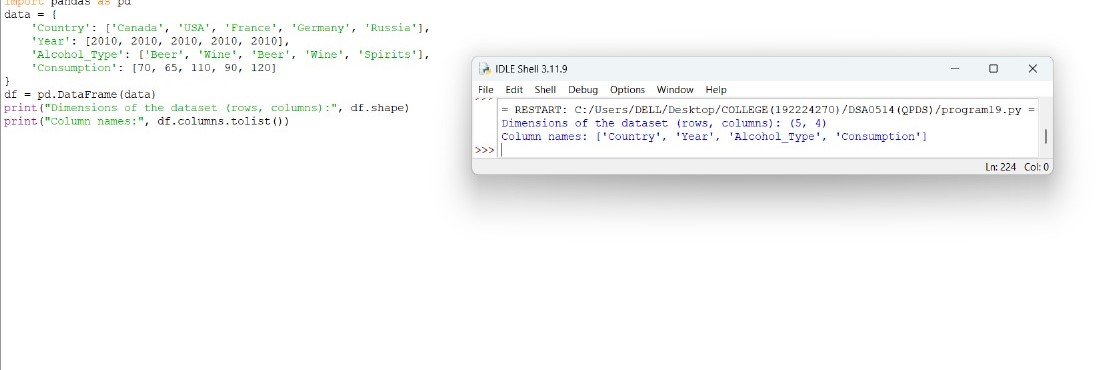 import pandas as pd
data = {
    'Country': ['Canada', 'USA', 'France', 'Germany', 'Russia'],
    'Year': [2010, 2010, 2010, 2010, 2010],
    'Alcohol_Type': ['Beer', 'Wine', 'Beer', 'Wine', 'Spirits'],
    'Consumption': [70, 65, 110, 90, 120]
}
df = pd.DataFrame(data)
print("Dimensions of the dataset (rows, columns):", df.shape)
print("Column names:", df.columns.tolist())
IDLE Shell 3.11.9
File Edit Shell Debug Options Window Help
>>>
= RESTART: C:/Users/DELL/Desktop/COLLEGE(192224270)/DSA0514(QPDS)/program19.py =
Dimensions of the dataset (rows, columns): (5, 4)
Column names: ['Country', 'Year', 'Alcohol_Type', 'Consumption']
>>>
Ln: 224 Col: 0